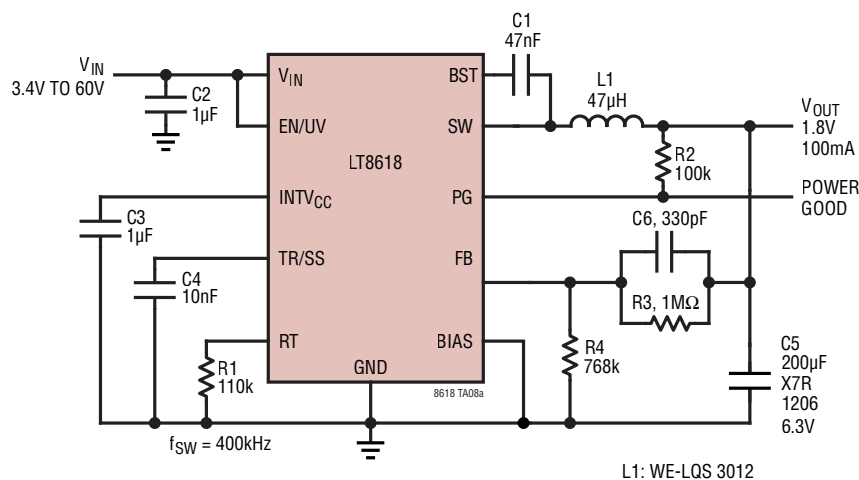 C1
47nF
L1
47µH
V_IN
3.4V TO 60V
C2
1µF
V_IN
BST
V_OUT
1.8V
100mA
EN/UV
SW
LT8618
R2
100k
INTV_CC
PG
POWER
GOOD
C3
1µF
C6, 330pF
TR/SS
FB
C4
10nF
R3, 1MΩ
RT
BIAS
R1
110k
R4
768k
C5
200µF
X7R
1206
6.3V
GND
8618 TA08a
f_SW = 400kHz
L1: WE-LQS 3012